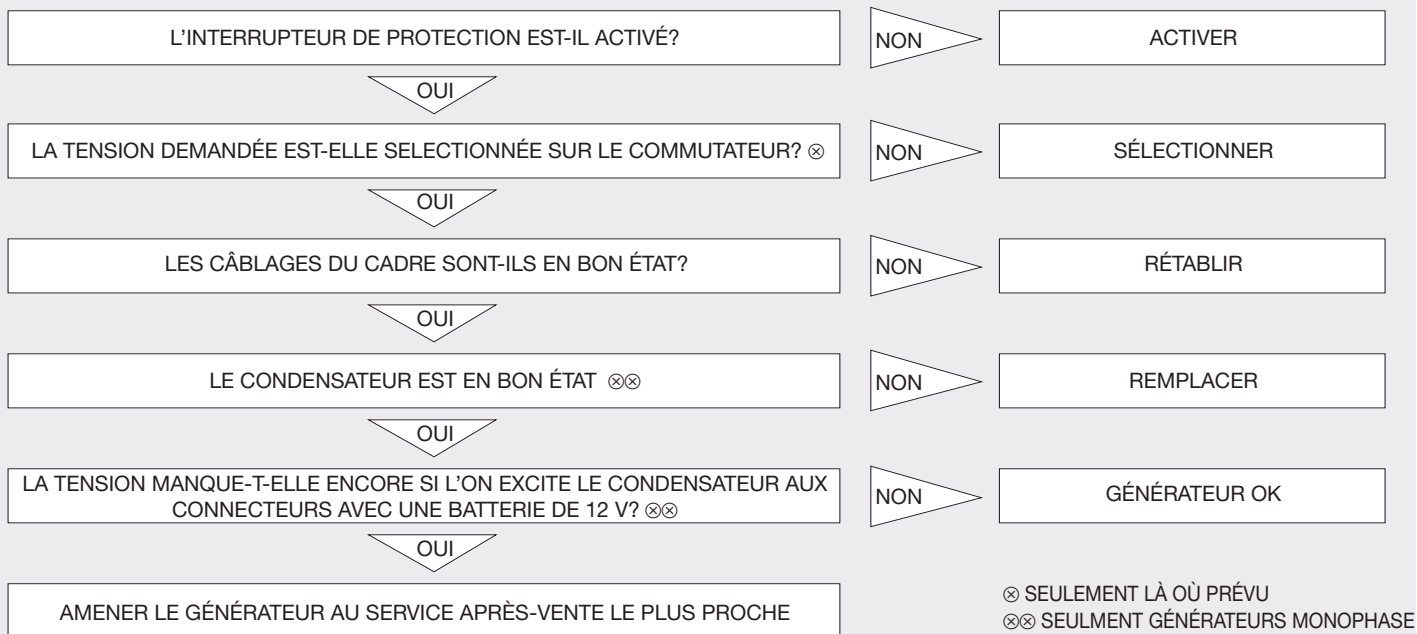 L'INTERRUPTEUR DE PROTECTION EST-IL ACTIVÉ?
NON
ACTIVER
OUI
LA TENSION DEMANDÉE EST-ELLE SELECTIONNÉE SUR LE COMMUTATEUR? ⊗
NON
SÉLECTIONNER
OUI
LES CÂBLAGES DU CADRE SONT-ILS EN BON ÉTAT?
NON
RÉTABLIR
OUI
LE CONDENSATEUR EST EN BON ÉTAT ⊗⊗
NON
REMPLACER
OUI
LA TENSION MANQUE-T-ELLE ENCORE SI L'ON EXCITE LE CONDENSATEUR AUX
CONNECTEURS AVEC UNE BATTERIE DE 12 V? ⊗⊗
NON
GÉNÉRATEUR OK
OUI
AMENER LE GÉNÉRATEUR AU SERVICE APRÈS-VENTE LE PLUS PROCHE
⊗ SEULEMENT LÀ OÙ PRÉVU
⊗⊗ SEULMENT GÉNÉRATEURS MONOPHASE